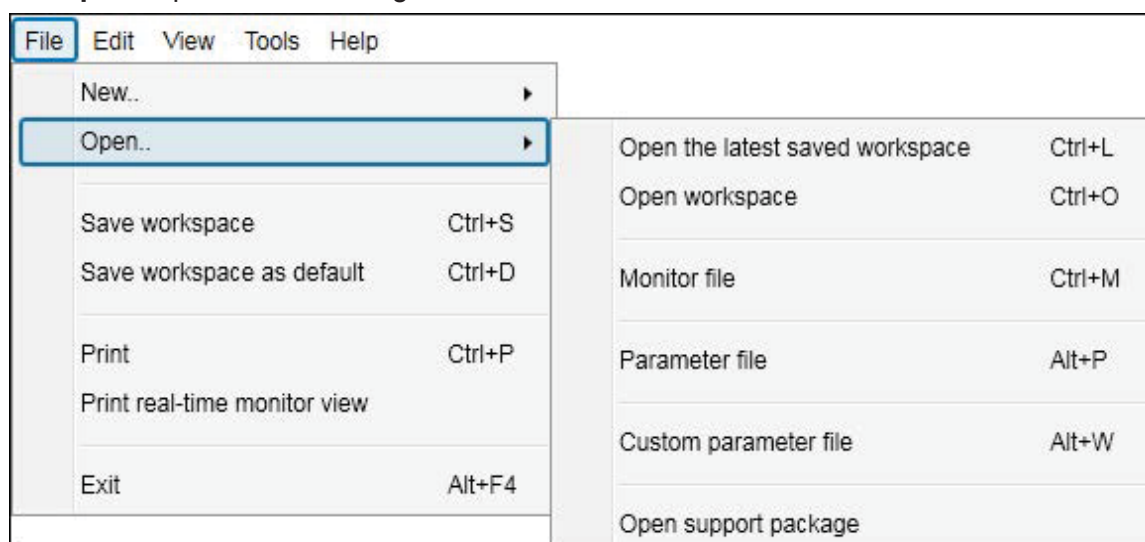 File Edit View Tools Help
New..
Open..
Save workspace Ctrl+S
Save workspace as default Ctrl+D
Print Ctrl+P
Print real-time monitor view
Exit Alt+F4
Open the latest saved workspace Ctrl+L
Open workspace Ctrl+O
Monitor file Ctrl+M
Parameter file Alt+P
Custom parameter file Alt+W
Open support package